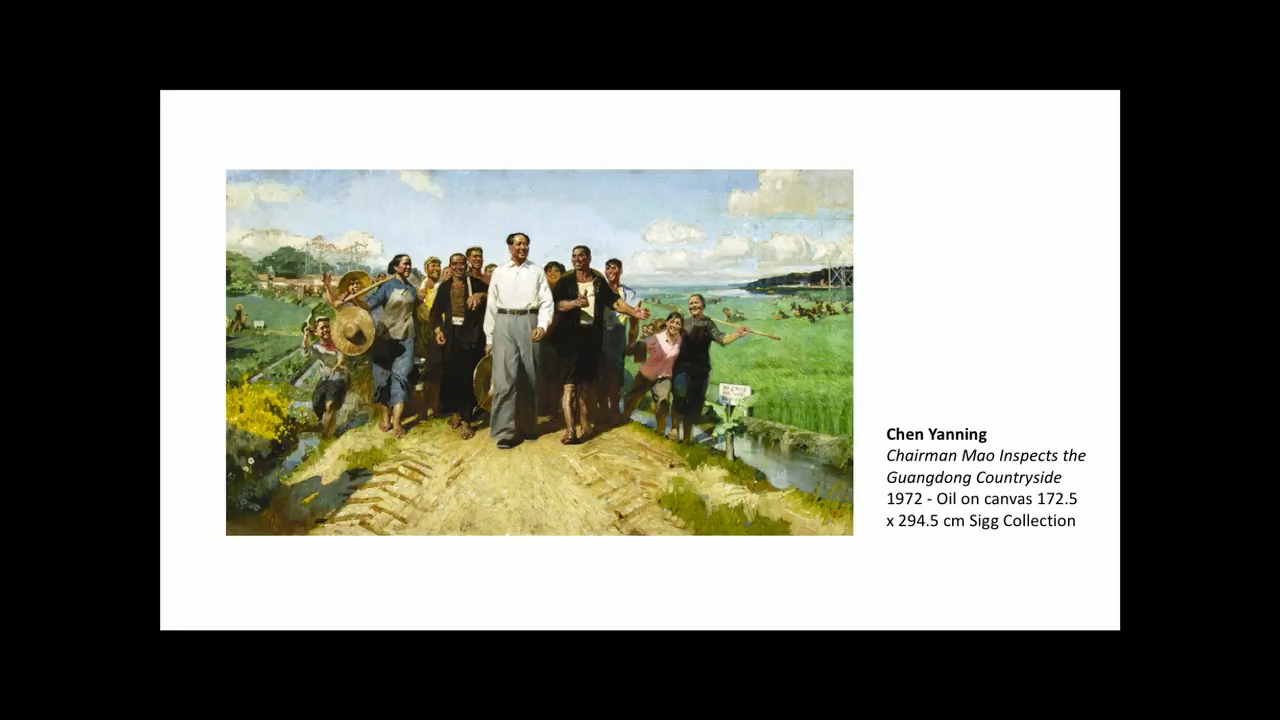 Chen Yanning
Chairman Mao Inspects the
Guangdong Countryside
1972 - Oil on canvas 172.5
x 294.5 cm Sigg Collection